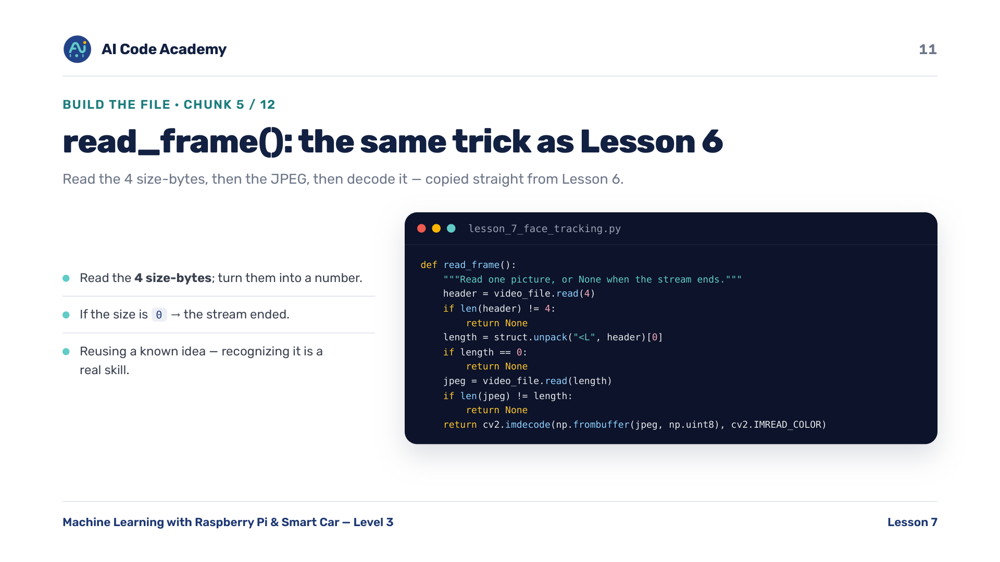 AI Code Academy
11
BUILD THE FILE • CHUNK 5 / 12
read_frame(): the same trick as Lesson 6
Read the 4 size-bytes, then the JPEG, then decode it — copied straight from Lesson 6.
Read the 4 size-bytes; turn them into a number.
If the size is 0 → the stream ended.
Reusing a known idea — recognizing it is a
real skill.
lesson_7_face_tracking.py
def read_frame():
    """Read one picture, or None when the stream ends."""
    header = video_file.read(4)
    if len(header) != 4:
        return None
    length = struct.unpack("<L", header)[0]
    if length == 0:
        return None
    jpeg = video_file.read(length)
    if len(jpeg) != length:
        return None
    return cv2.imdecode(np.frombuffer(jpeg, np.uint8), cv2.IMREAD_COLOR)
Machine Learning with Raspberry Pi & Smart Car — Level 3
Lesson 7